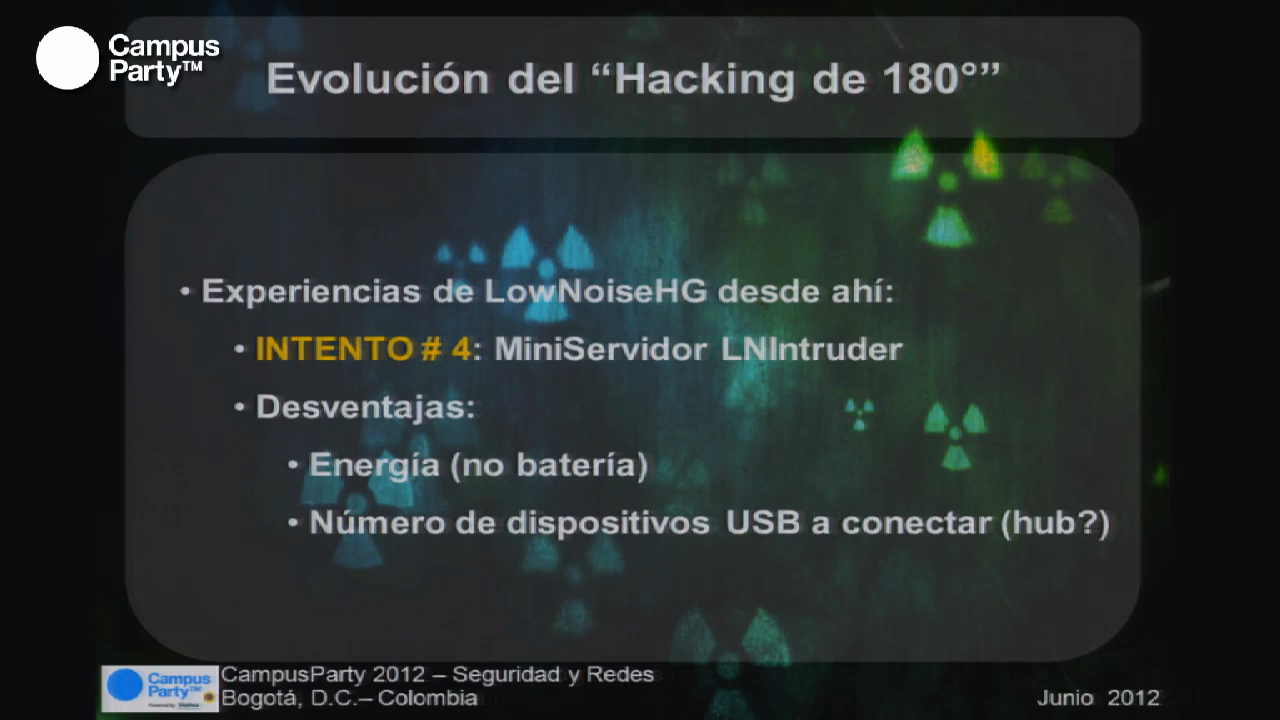 Campus
Party™
Evolución del “Hacking de 180°”
• Experiencias de LowNoiseHG desde ahí:
• INTENTO # 4: MiniServidor LNIntruder
• Desventajas:
• Energía (no batería)
• Número de dispositivos USB a conectar (hub?)
Campus
Party™
CampusParty 2012 – Seguridad y Redes
Bogotá, D.C.– Colombia
Junio 2012